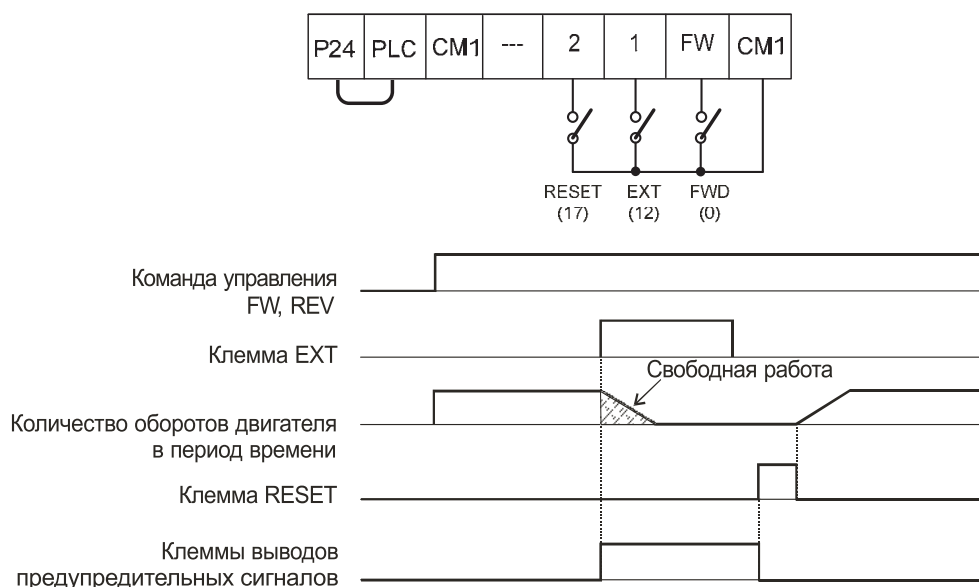 P24 PLC CM1 --- 2 1 FW CM1
RESET EXT FWD
(17) (12) (0)
Команда управления
FW, REV
Клемма EXT
Свободная работа
Количество оборотов двигателя
в период времени
Клемма RESET
Клеммы выводов
предупредительных сигналов